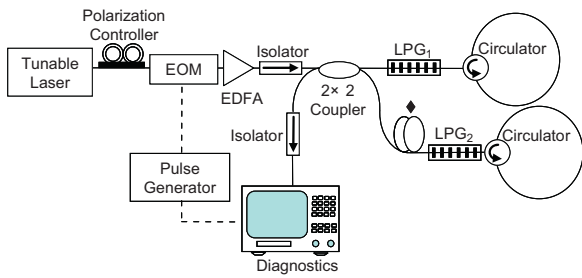 Polarization
Controller
Tunable
Laser
EOM
EDFA
Isolator
2× 2
Coupler
LPG1
Circulator
Isolator
LPG2
Circulator
Pulse
Generator
Diagnostics